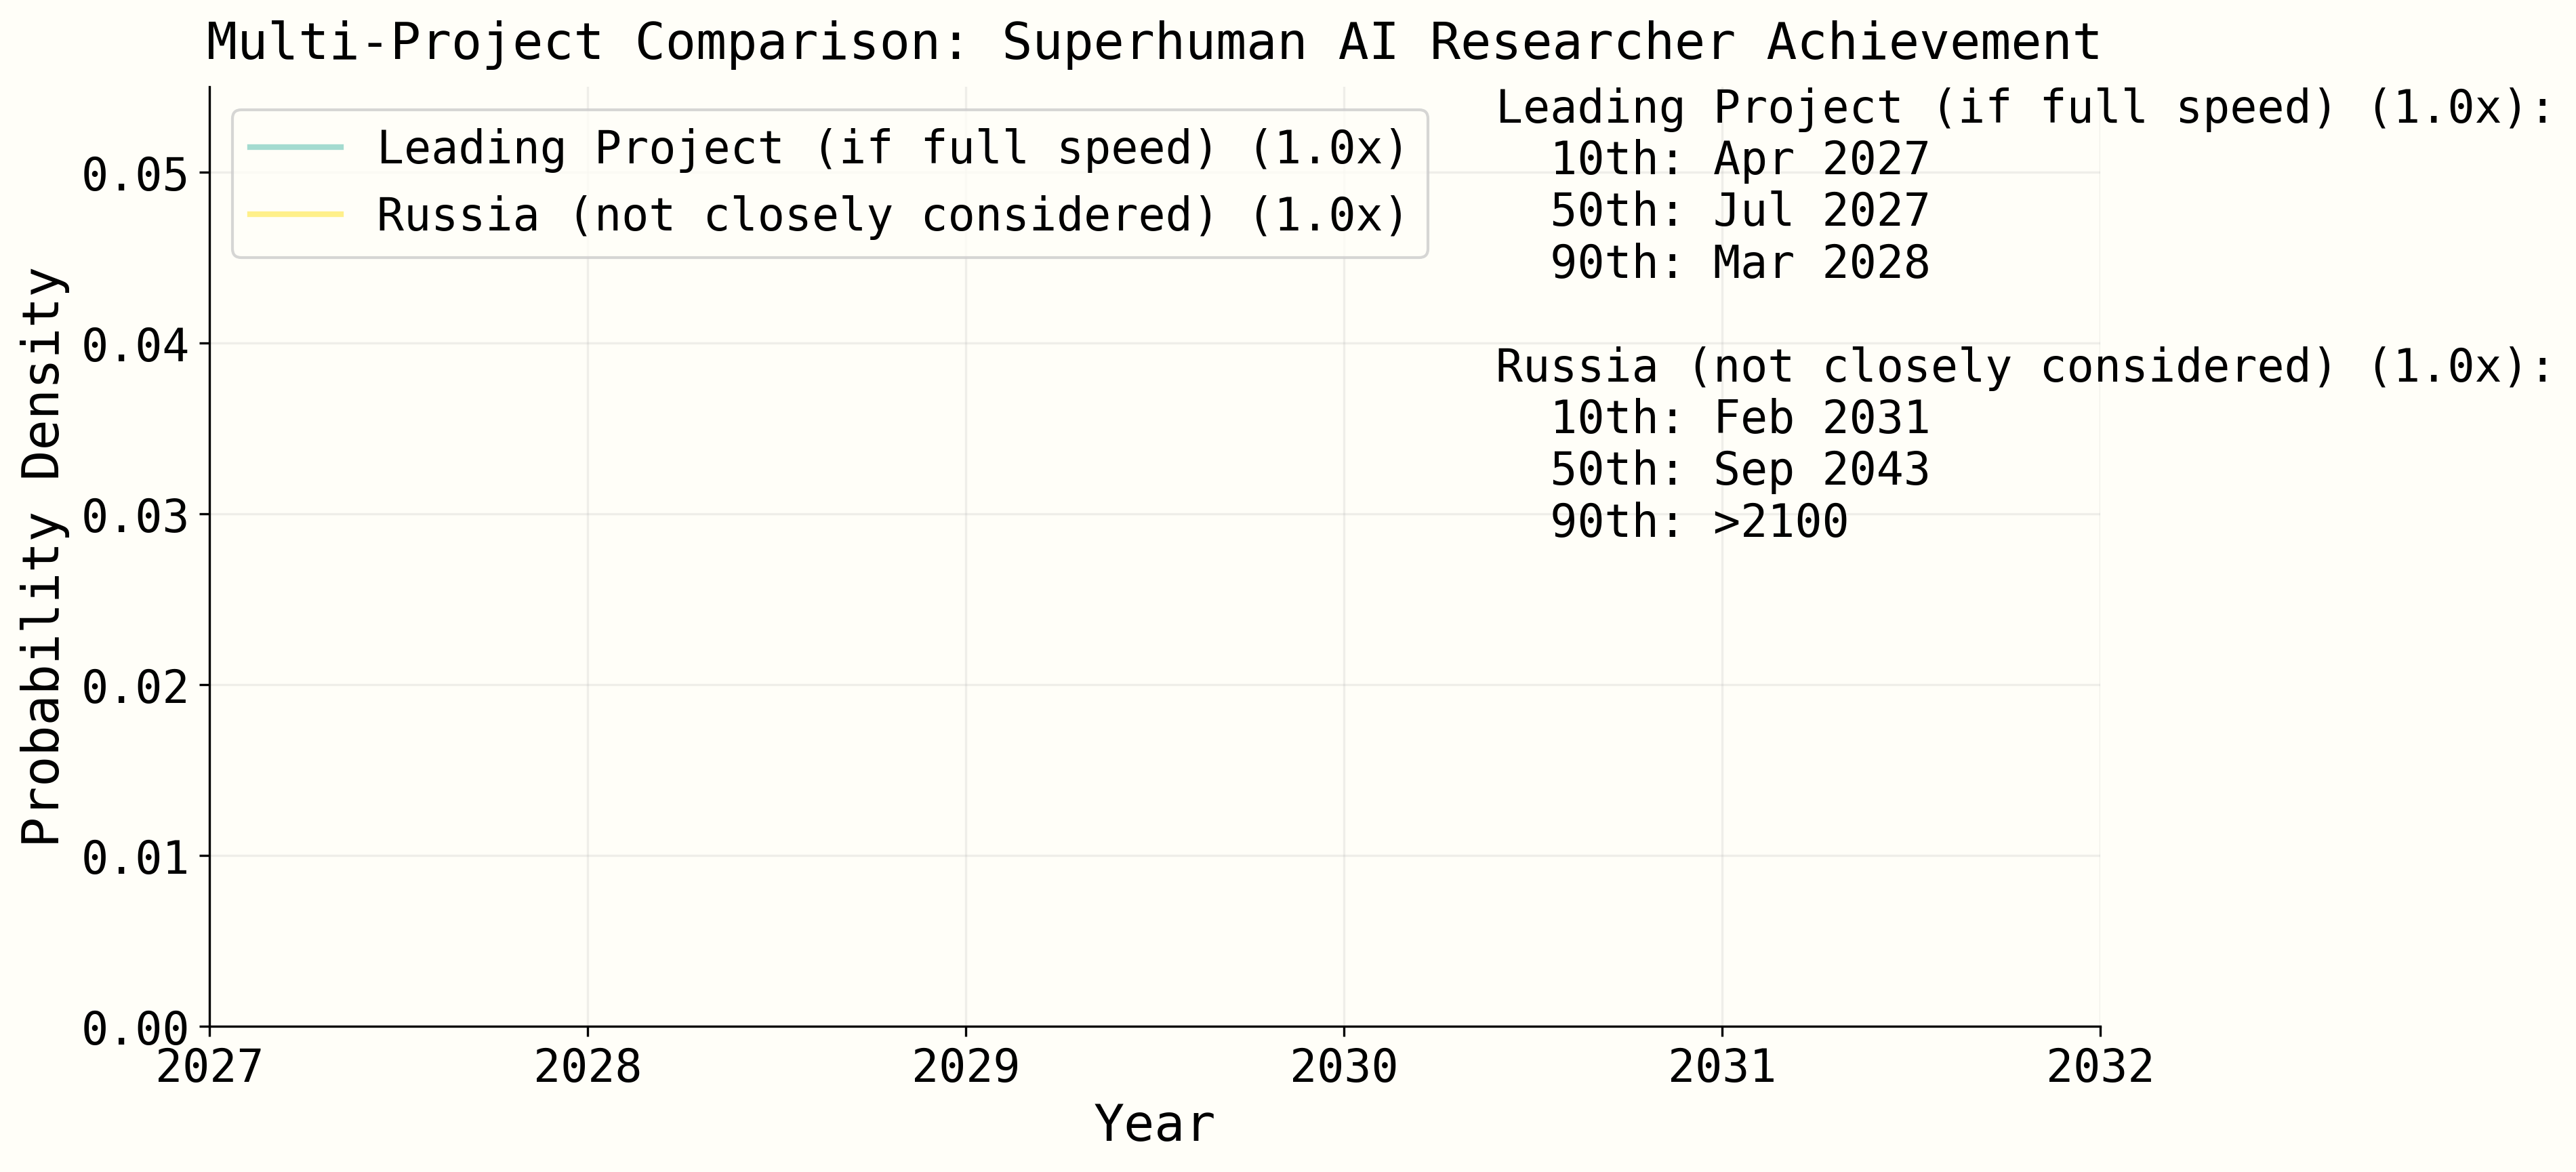 Multi-Project Comparison: Superhuman AI Researcher Achievement
Leading Project (if full speed) (1.0x)
Russia (not closely considered) (1.0x)
Leading Project (if full speed) (1.0x):
10th: Apr 2027
50th: Jul 2027
90th: Mar 2028
Russia (not closely considered) (1.0x):
10th: Feb 2031
50th: Sep 2043
90th: >2100
Probability Density
0.05
0.04
0.03
0.02
0.01
0.00
2027 2028 2029 2030 2031 2032
Year